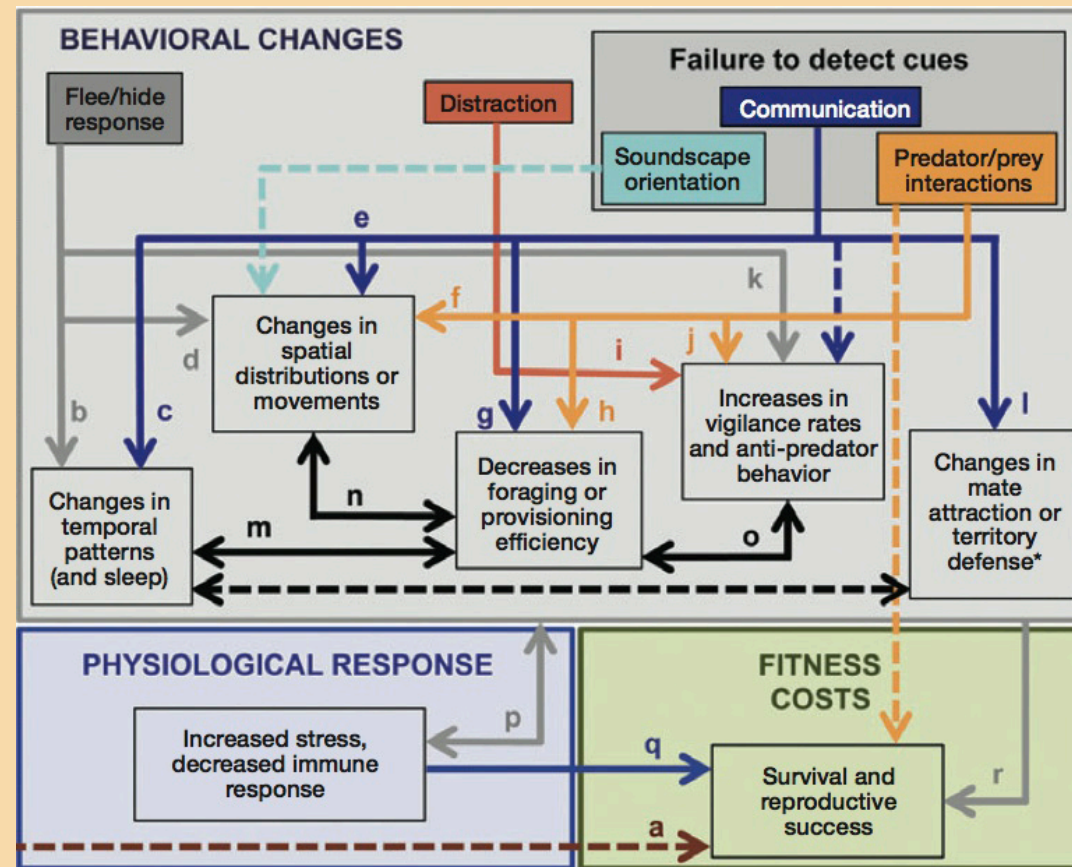 BEHAVIORAL CHANGES
Failure to detect cues
Flee/hide
response
Distraction
Communication
Soundscape
orientation
Predator/prey
interactions
e
k
f
d
i
j
b
c
g
h
l
Changes in
spatial
distributions or
movements
Increases in
vigilance rates
and anti-predator
behavior
Changes in
temporal
patterns
(and sleep)
Decreases in
foraging or
provisioning
efficiency
Changes in
mate
attraction or
territory
defense*
n
m
o
PHYSIOLOGICAL RESPONSE
FITNESS
COSTS
p
Increased stress,
decreased immune
response
q
r
Survival and
reproductive
success
a